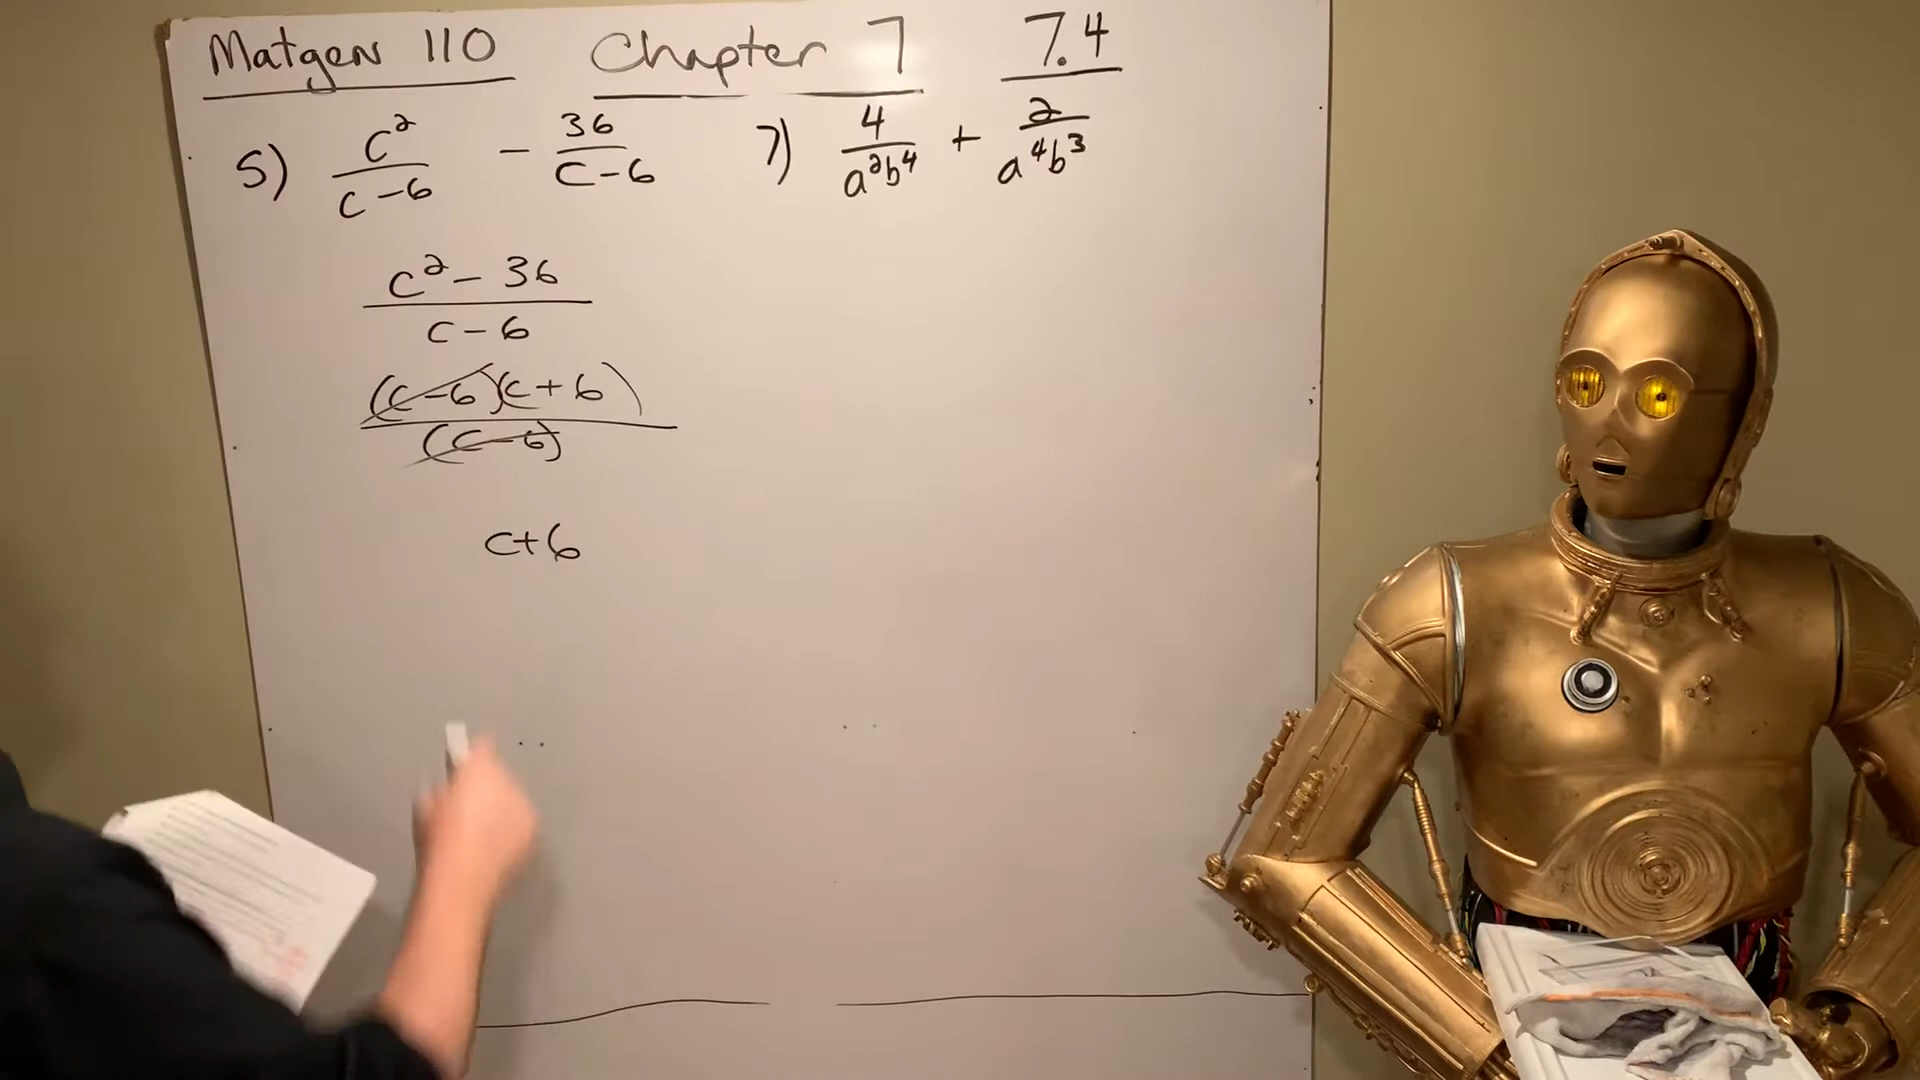 Matgen 110 Chapter 7 7.4
5) c²/(c-6) - 36/(c-6)
c² - 36
c - 6
(c-6)(c+6)
(c-6)
c+6
7) 4/(a²b⁴) + 2/(a⁴b³)